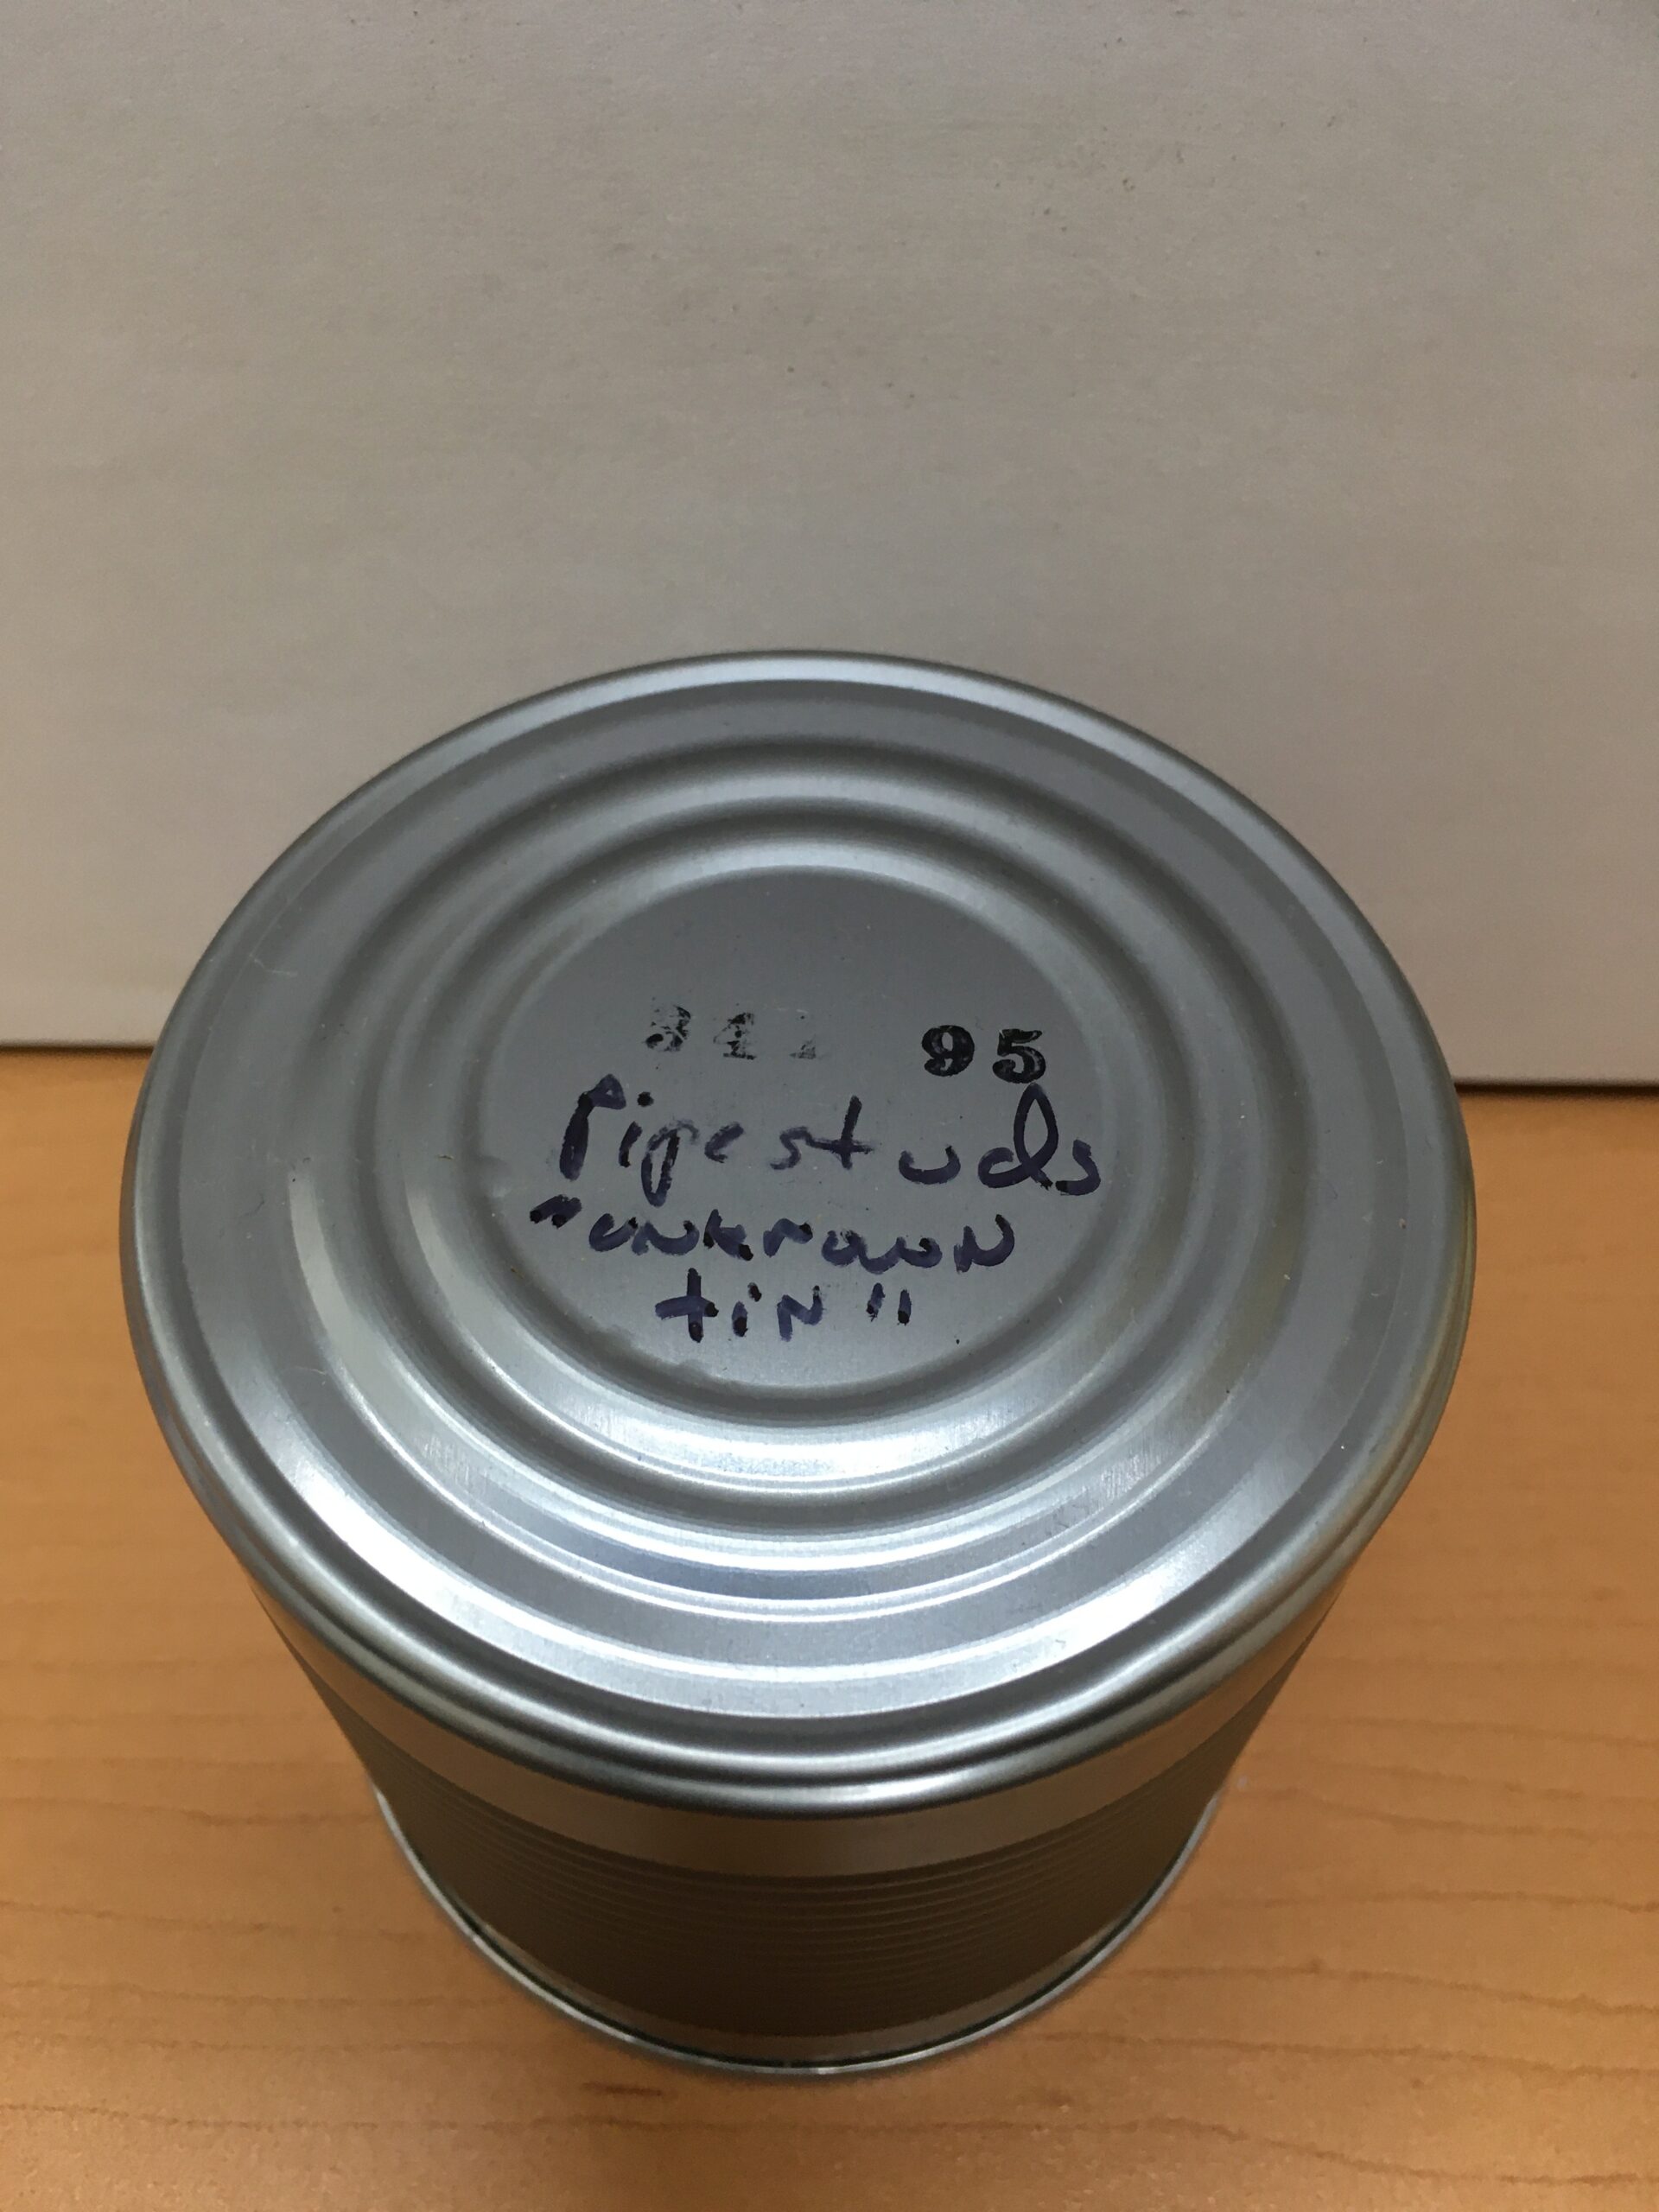 95
Pipestuds
"unknown
tin"